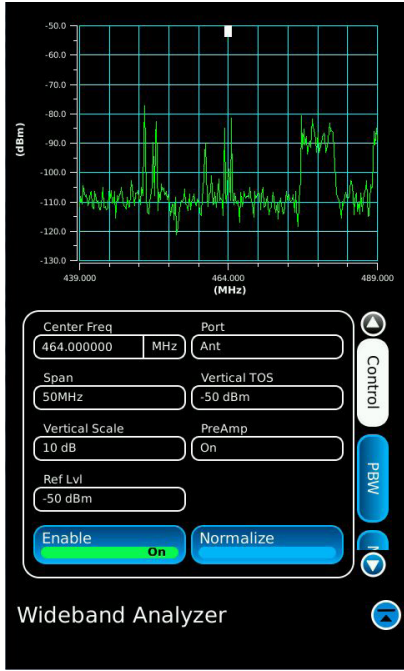 -50.0
-60.0
-70.0
-80.0
-90.0
-100.0
-110.0
-120.0
-130.0
(dBm)
439.000 464.000 489.000
(MHz)
Center Freq Port
464.000000 MHz Ant
Span Vertical TOS
50MHz -50 dBm
Vertical Scale PreAmp
10 dB On
Ref Lvl
-50 dBm
Enable Normalize
On
Control
PBW
Wideband Analyzer